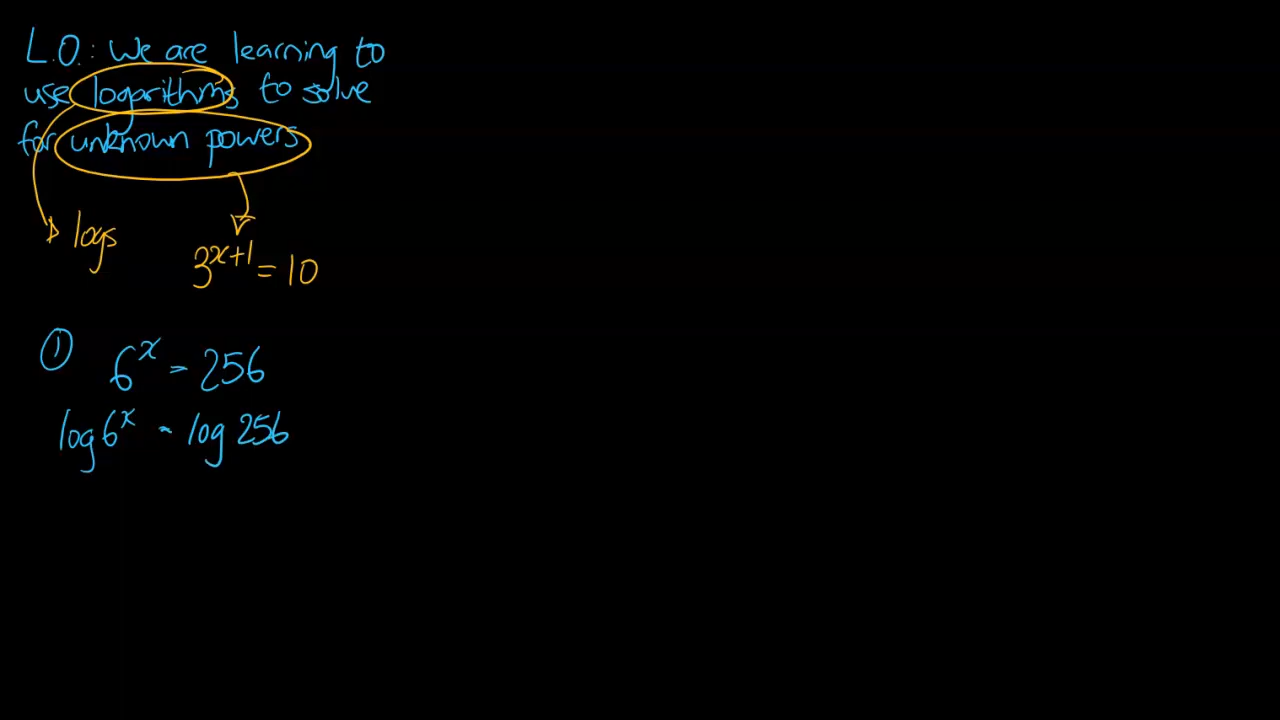 L.O.: We are learning to
use logarithms to solve
for unknown powers
logs
3^{x+1} = 10
① 6^x = 256
log 6^x = log 256